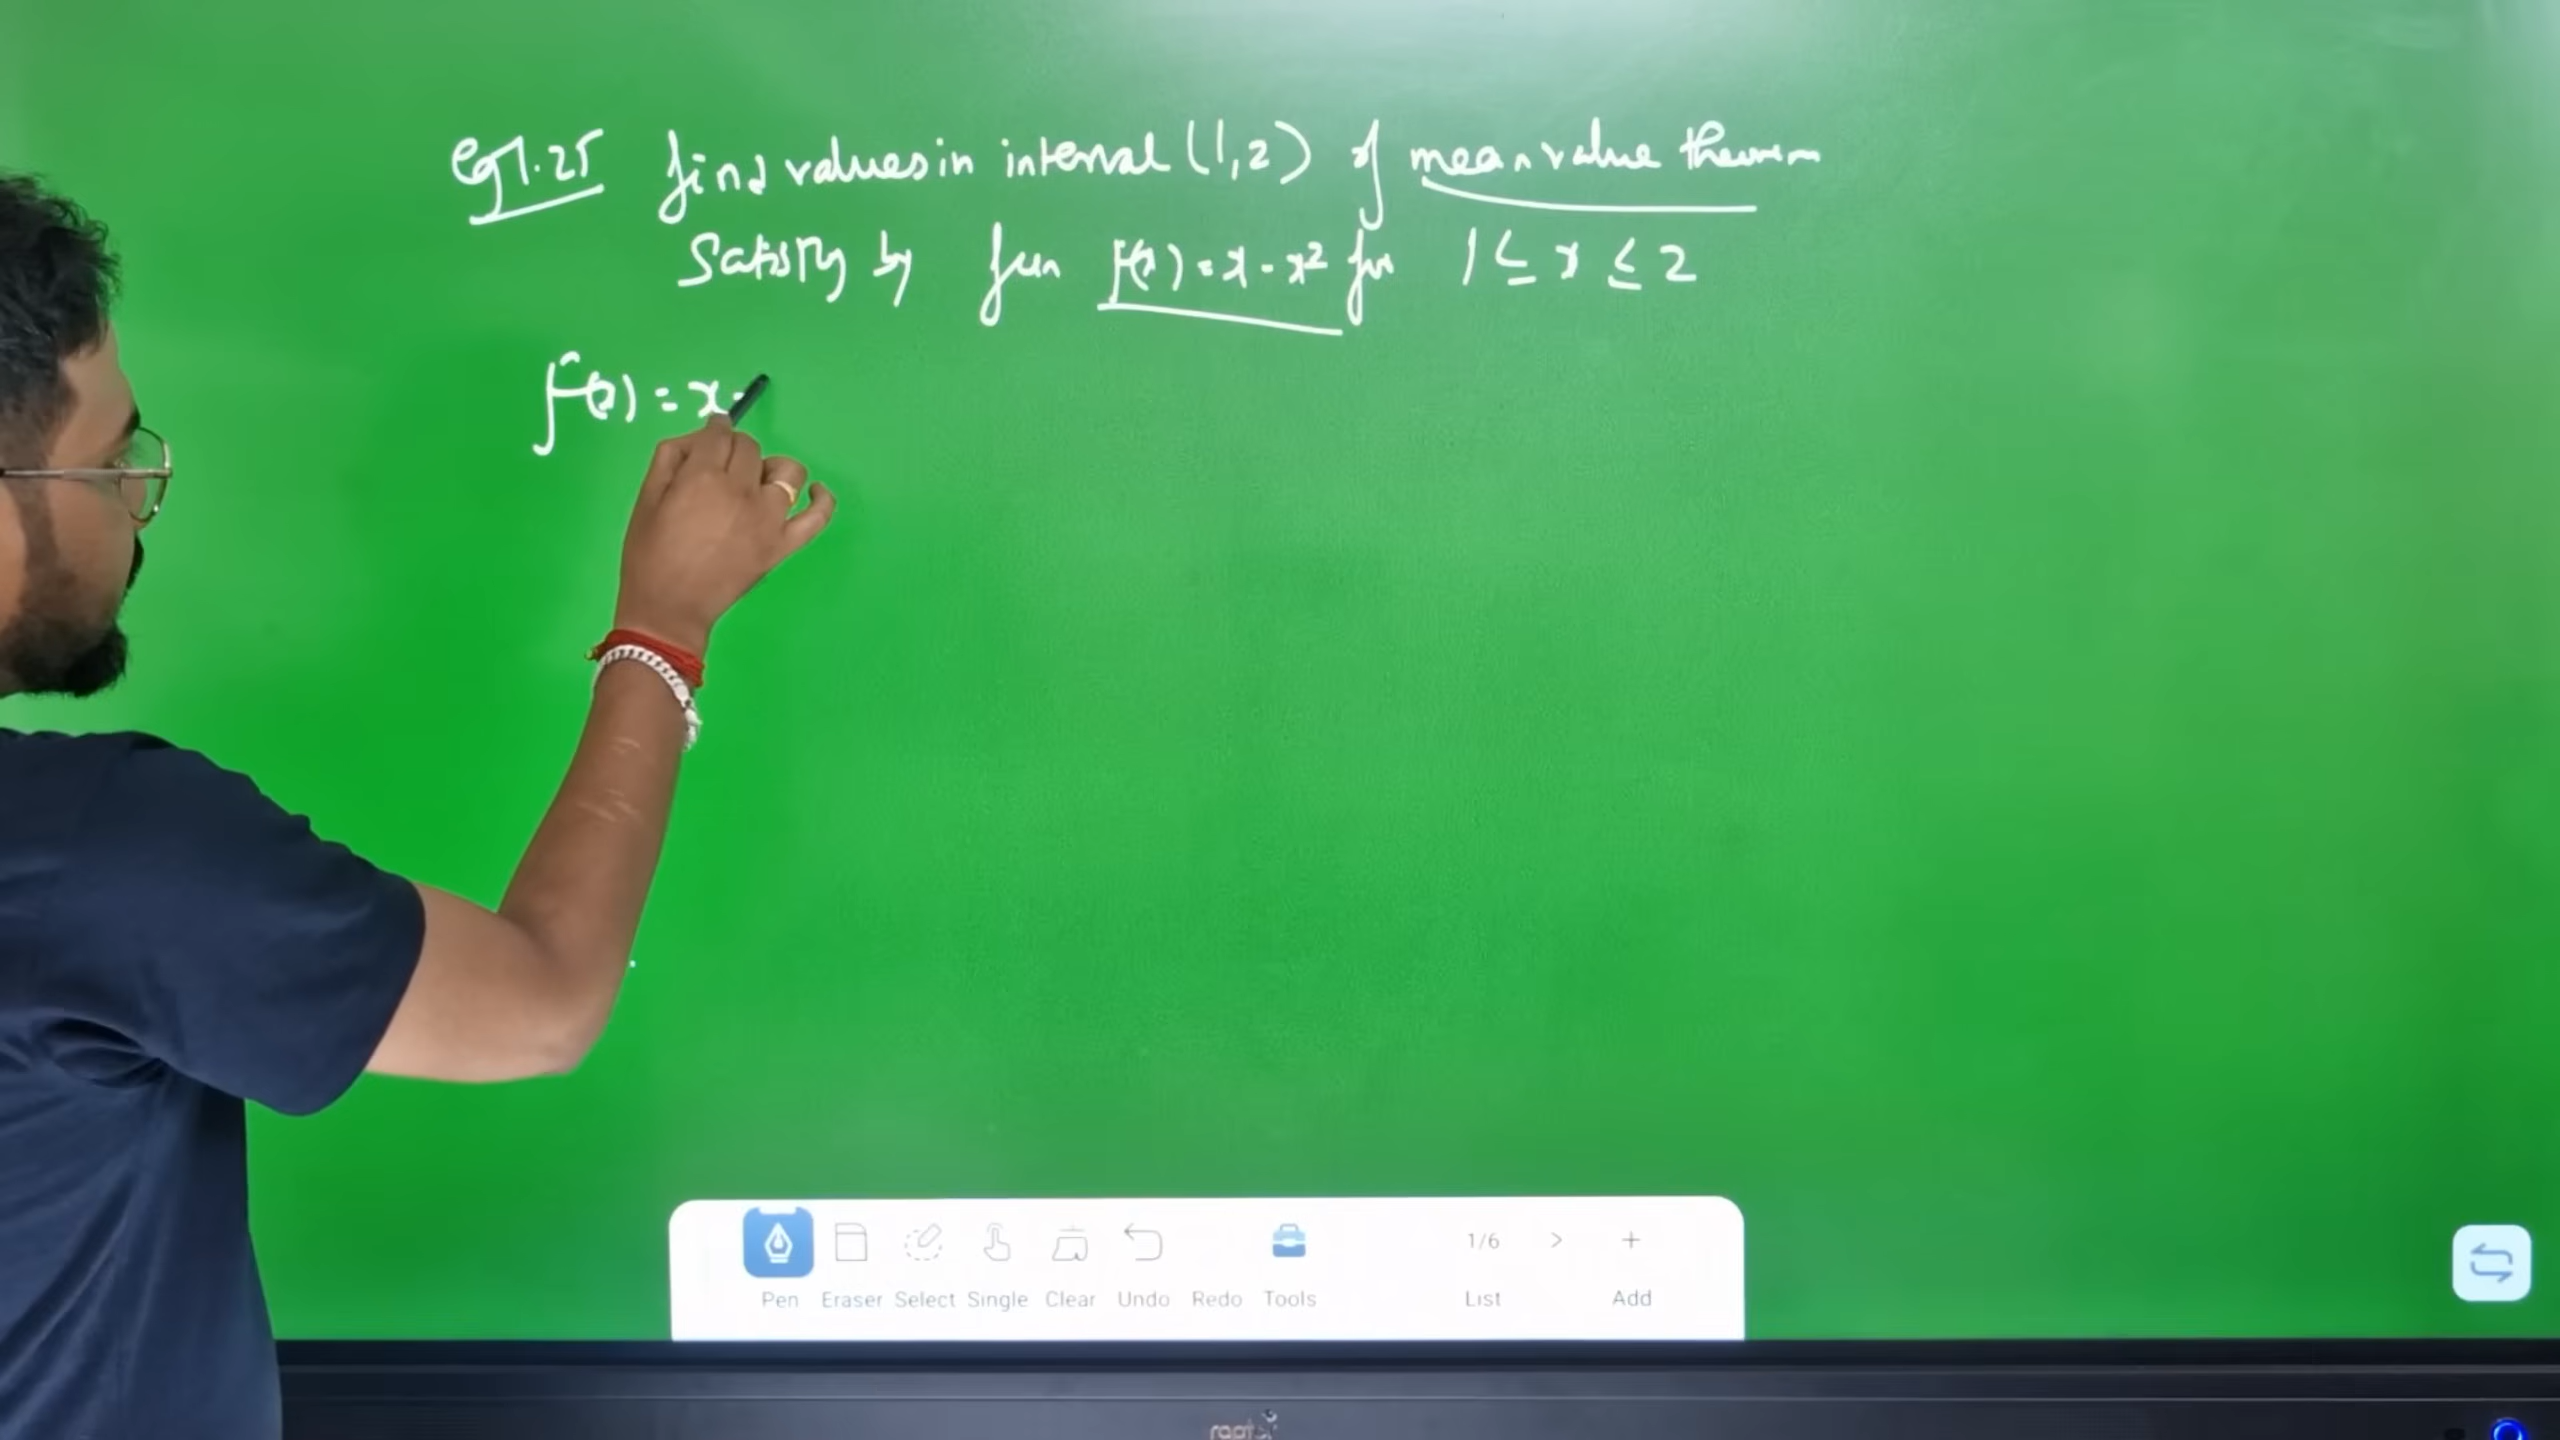 eg 7.25 find values in interval (1,2) of mean value theorem
satisfy by fun f(x) = x - x² for 1 ≤ x ≤ 2
f(x) = x -
1/6 > +
Pen Eraser Select Single Clear Undo Redo Tools List Add